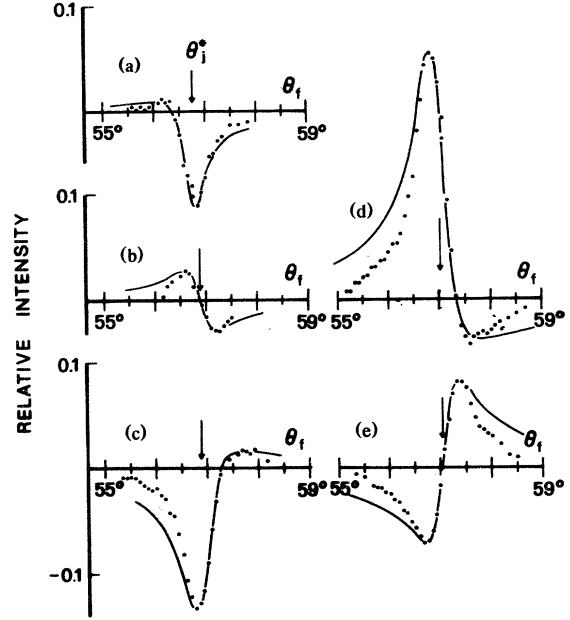 RELATIVE INTENSITY
0.1
(a)
θj*
θf
55°
59°
0.1
(b)
θf
55°
59°
0.1
(c)
θf
55°
59°
-0.1
(d)
θf
55°
59°
(e)
θf
55°
59°